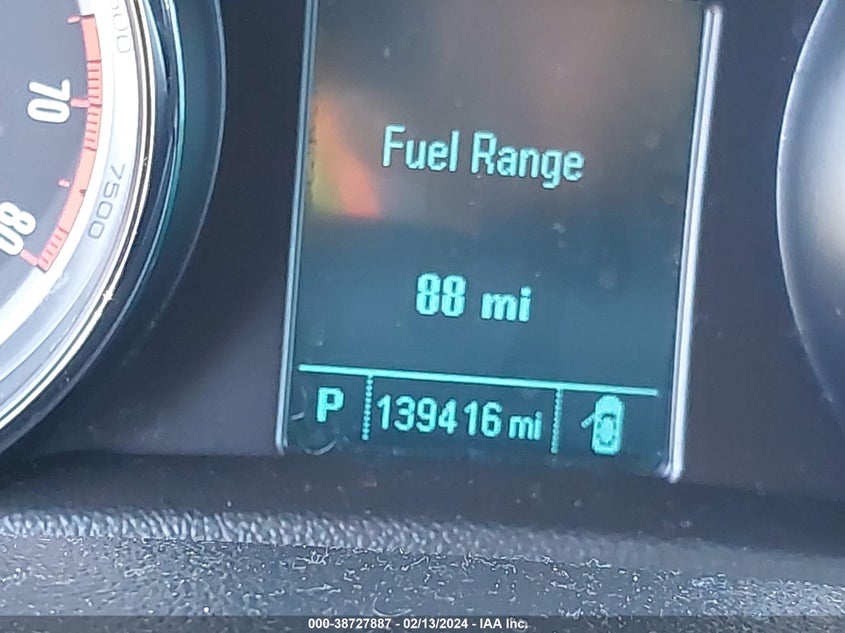 Fuel Range
70
7500
80
88 mi
P 139416 mi
000-38727887 - 02/13/2024 - IAA Inc.